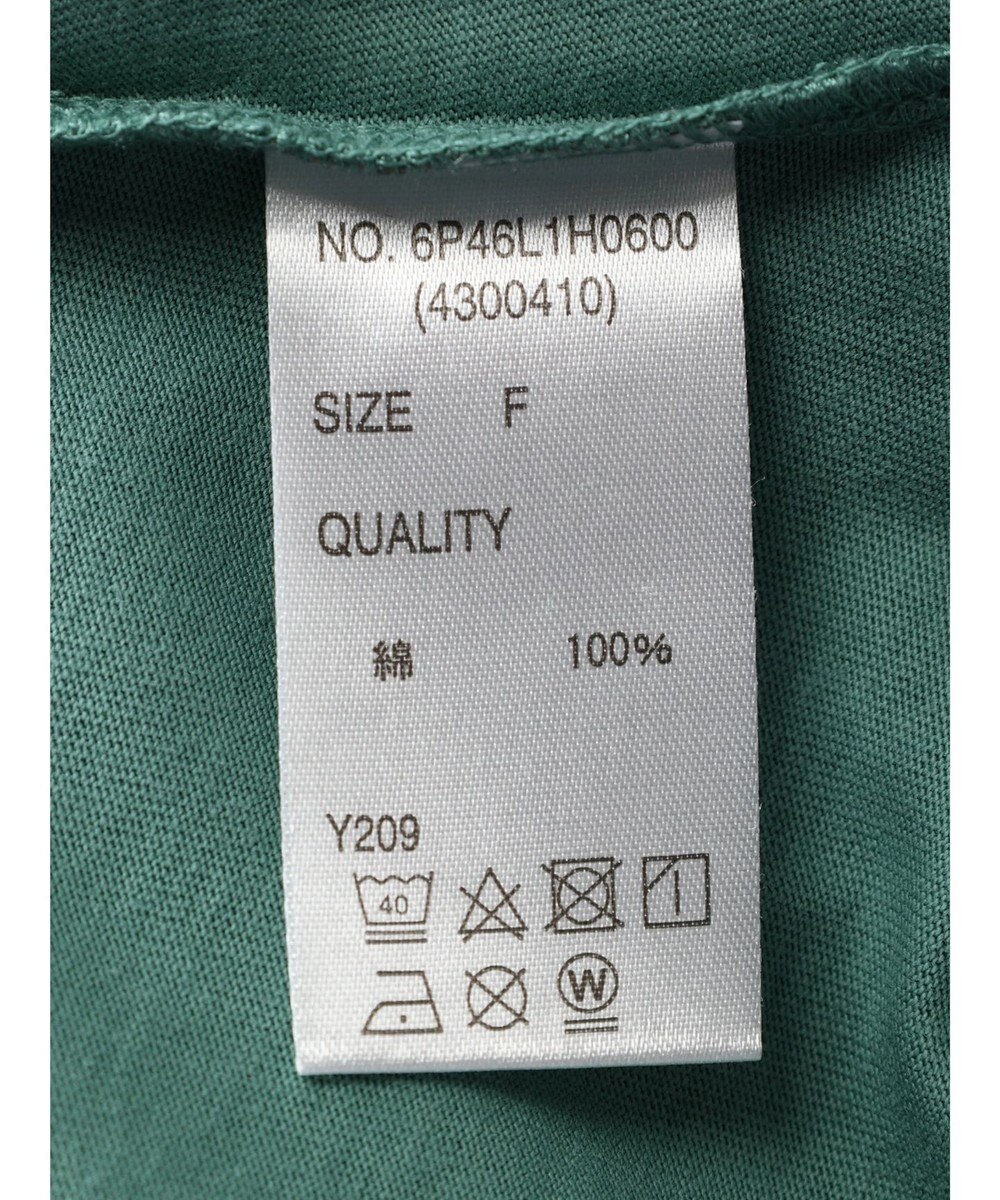 NO. 6P46L1H0600
(4300410)
SIZE F
QUALITY
綿 100%
Y209
40
W